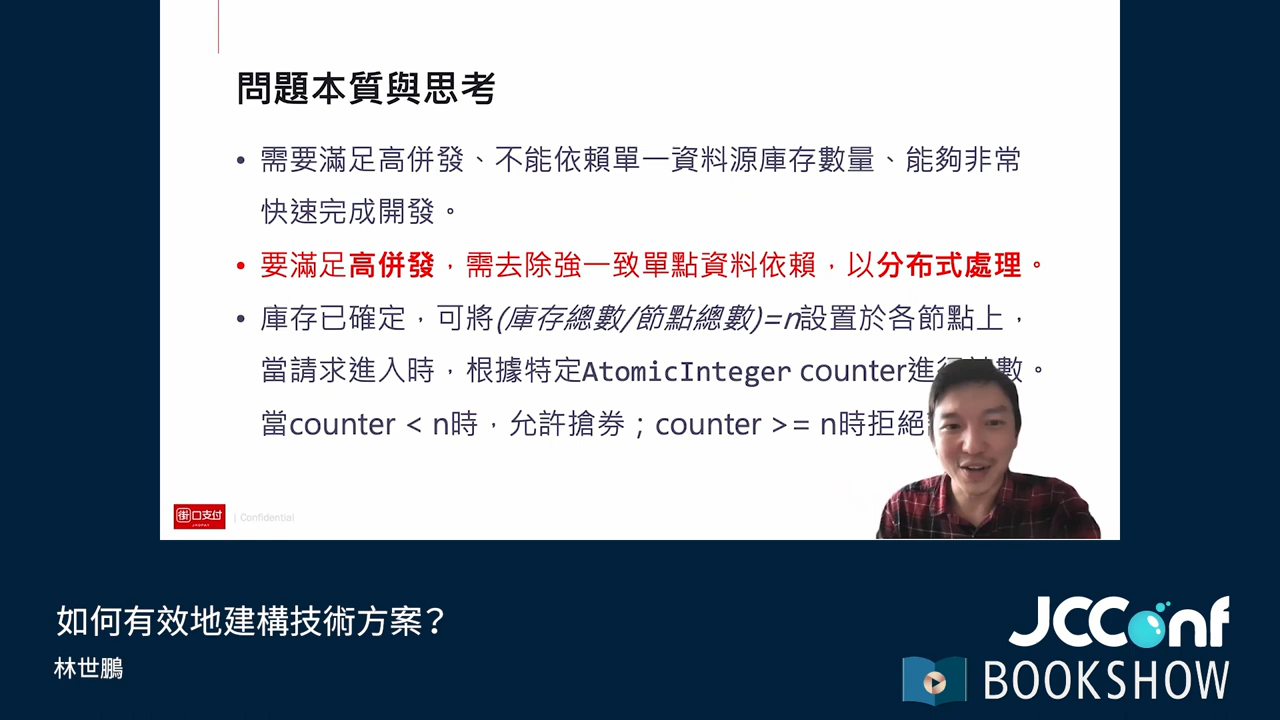 問題本質與思考
• 需要滿足高併發、不能依賴單一資料源庫存數量、能夠非常
快速完成開發。
• 要滿足高併發，需去除強一致單點資料依賴，以分布式處理。
• 庫存已確定，可將(庫存總數/節點總數)=n設置於各節點上，
當請求進入時，根據特定AtomicInteger counter進行 數。
當counter < n時，允許搶券；counter >= n時拒絕
街口支付
JKOPAY
| Confidential
如何有效地建構技術方案？
林世鵬
JCConf
BOOKSHOW